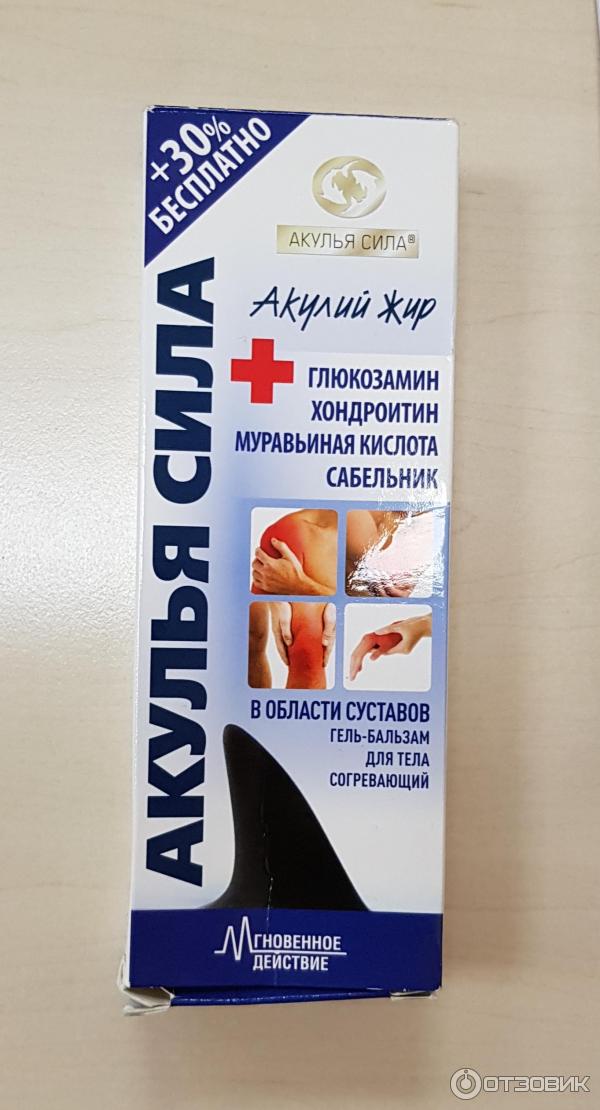 +30%
БЕСПЛАТНО
АКУЛЬЯ СИЛА®
АКУЛЬЯ СИЛА
Акулий жир
ГЛЮКОЗАМИН
ХОНДРОИТИН
МУРАВЬИНАЯ КИСЛОТА
САБЕЛЬНИК
В ОБЛАСТИ СУСТАВОВ
ГЕЛЬ-БАЛЬЗАМ
ДЛЯ ТЕЛА
СОГРЕВАЮЩИЙ
МГНОВЕННОЕ
ДЕЙСТВИЕ
ОТЗОВИК